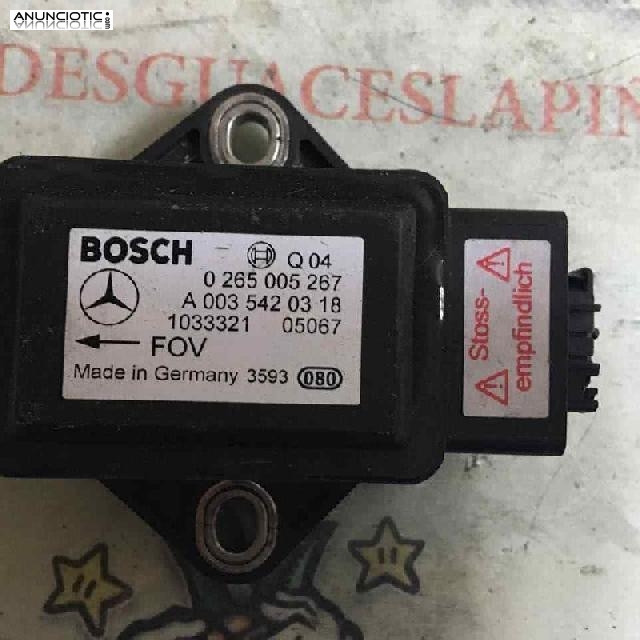 ANUNCIOTIC.com
DESGUACESLAPIN
BOSCH Q 04
0 265 005 267
A 003 542 03 18
1033321 05067
FOV
Made in Germany 3593 080
Stoss-
empfindlich